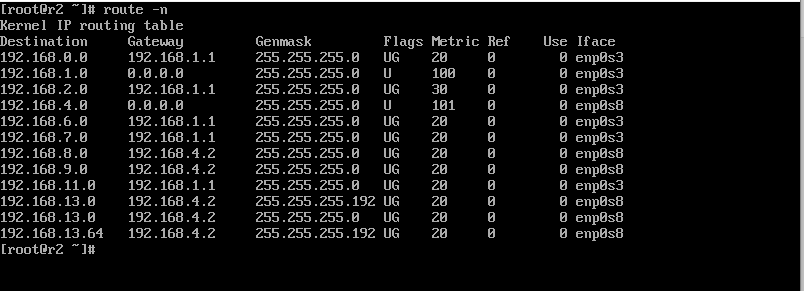 [root@r2 ~]# route -n
Kernel IP routing table
Destination     Gateway         Genmask         Flags Metric Ref    Use Iface
192.168.0.0     192.168.1.1     255.255.255.0   UG    20     0        0 enp0s3
192.168.1.0     0.0.0.0         255.255.255.0   U     100    0        0 enp0s3
192.168.2.0     192.168.1.1     255.255.255.0   UG    30     0        0 enp0s3
192.168.4.0     0.0.0.0         255.255.255.0   U     101    0        0 enp0s8
192.168.6.0     192.168.1.1     255.255.255.0   UG    20     0        0 enp0s3
192.168.7.0     192.168.1.1     255.255.255.0   UG    20     0        0 enp0s3
192.168.8.0     192.168.4.2     255.255.255.0   UG    20     0        0 enp0s8
192.168.9.0     192.168.4.2     255.255.255.0   UG    20     0        0 enp0s8
192.168.11.0    192.168.1.1     255.255.255.0   UG    20     0        0 enp0s3
192.168.13.0    192.168.4.2     255.255.255.192 UG    20     0        0 enp0s8
192.168.13.0    192.168.4.2     255.255.255.0   UG    20     0        0 enp0s8
192.168.13.64   192.168.4.2     255.255.255.192 UG    20     0        0 enp0s8
[root@r2 ~]#